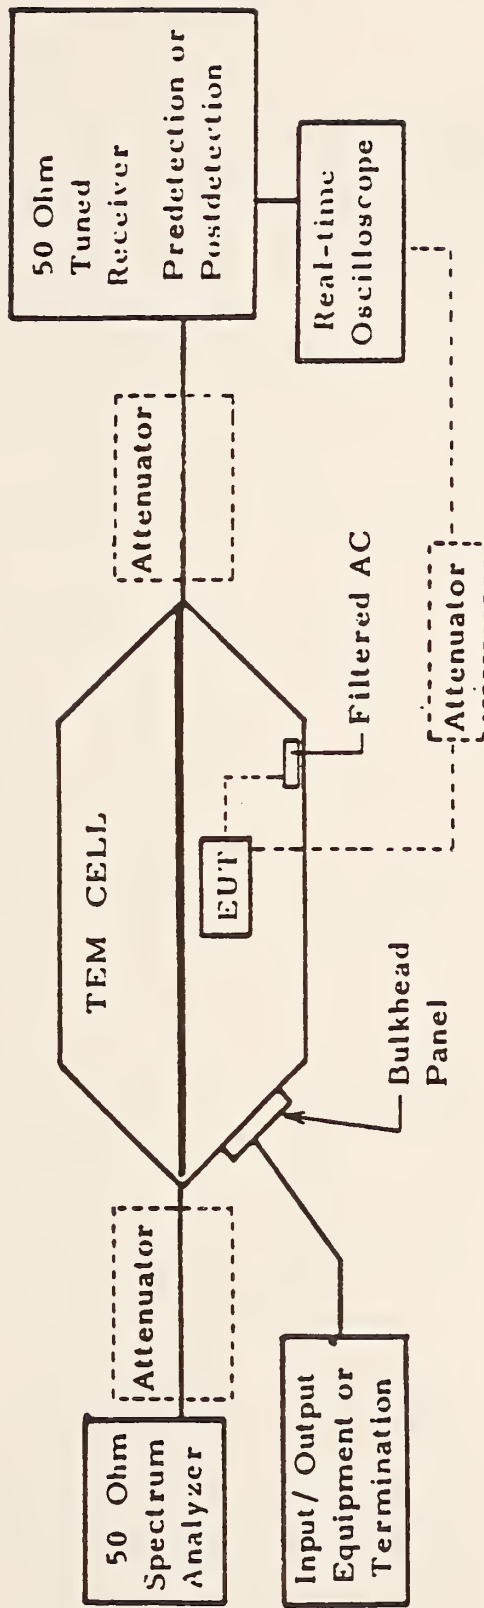 50 Ohm
Spectrum
Analyzer
Attenuator
TEM CELL
EUT
Attenuator
50 Ohm
Tuned
Receiver
Predetection or
Postdetection
Input/Output
Equipment or
Termination
Bulkhead
Panel
Filtered AC
Attenuator
Real-time
Oscilloscope